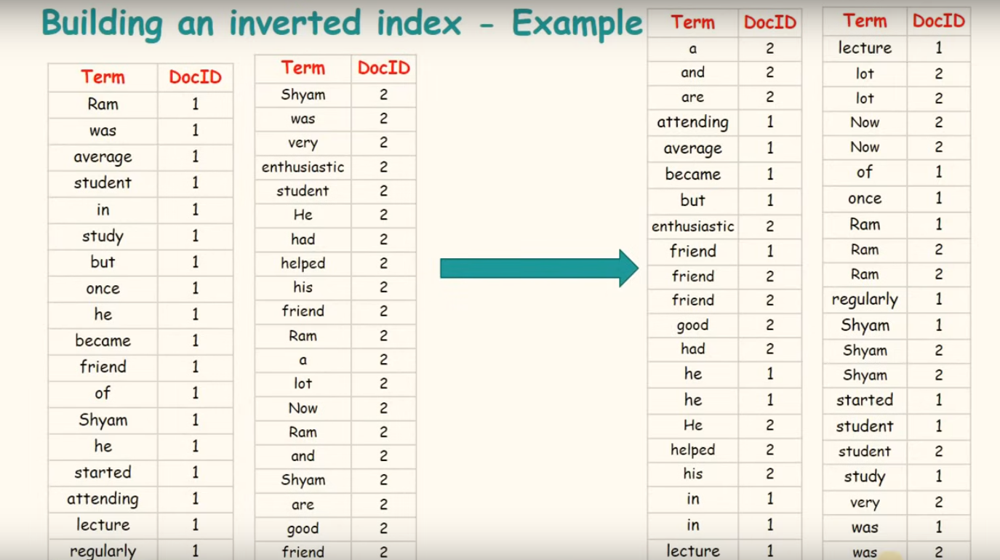 Building an inverted index - Example
Term DocID
Ram 1
was 1
average 1
student 1
in 1
study 1
but 1
once 1
he 1
became 1
friend 1
of 1
Shyam 1
he 1
started 1
attending 1
lecture 1
regularly 1
Term DocID
Shyam 2
was 2
very 2
enthusiastic 2
student 2
He 2
had 2
helped 2
his 2
friend 2
Ram 2
a 2
lot 2
Now 2
Ram 2
and 2
Shyam 2
are 2
good 2
friend 2
Term DocID
a 2
and 2
are 2
attending 1
average 1
became 1
but 1
enthusiastic 2
friend 1
friend 2
friend 2
good 2
had 2
he 1
he 1
He 2
helped 2
his 2
in 1
in 1
lecture 1
Term DocID
lecture 1
lot 2
lot 2
Now 2
Now 2
of 1
once 1
Ram 1
Ram 2
Ram 2
regularly 1
Shyam 1
Shyam 2
Shyam 2
started 1
student 1
student 2
study 1
very 2
was 1
was 2